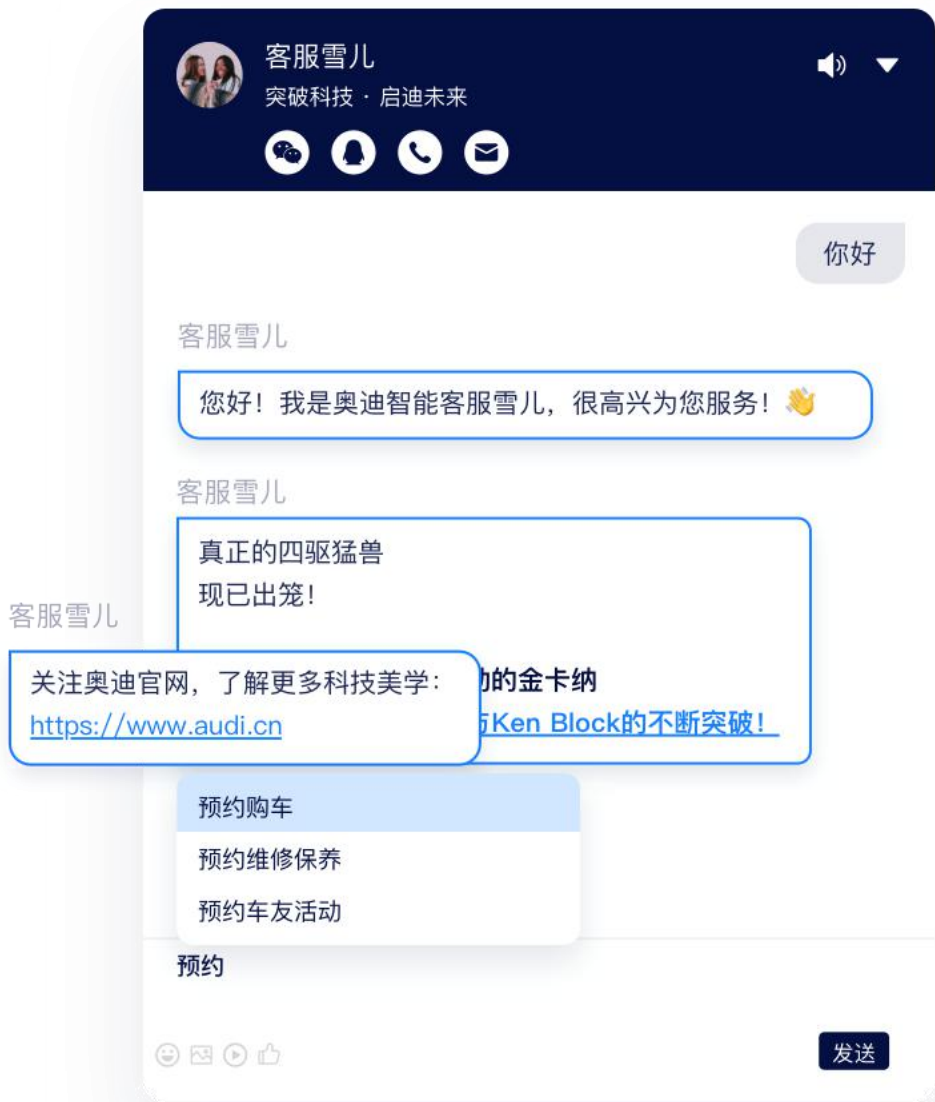 客服雪儿
突破科技 · 启迪未来
你好
客服雪儿
您好！我是奥迪智能客服雪儿，很高兴为您服务！👋
客服雪儿
真正的四驱猛兽
现已出笼！
的金卡纳
Ken Block的不断突破！
客服雪儿
关注奥迪官网，了解更多科技美学：
https://www.audi.cn
预约购车
预约维修保养
预约车友活动
预约
发送